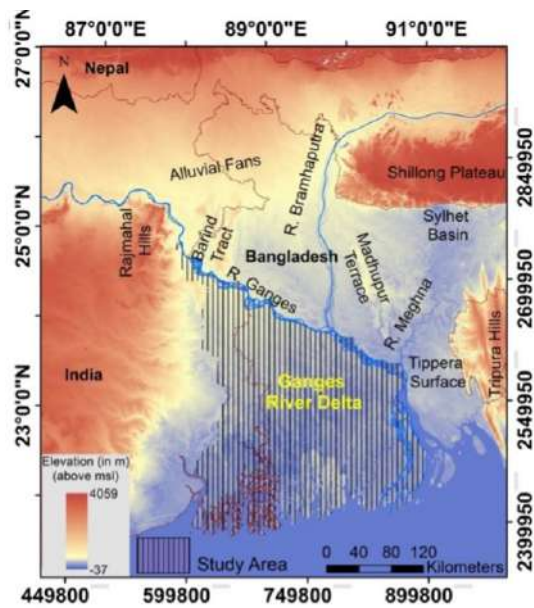 87°0'0"E 89°0'0"E 91°0'0"E
27°0'0"N
25°0'0"N
23°0'0"N
N
Nepal
Alluvial Fans
R. Bramhaputra
Shillong Plateau
Sylhet
Basin
Rajmahal
Hills
Barind
Tract
Bangladesh
Madhupur
Terrace
R. Ganges
R. Meghna
Tippera
Surface
Tripura Hills
India
Ganges
River Delta
Elevation (in m)
(above msl)
4059
-37
Study Area
0 40 80 120
Kilometers
2849950
2699950
2549950
2399950
449800 599800 749800 899800